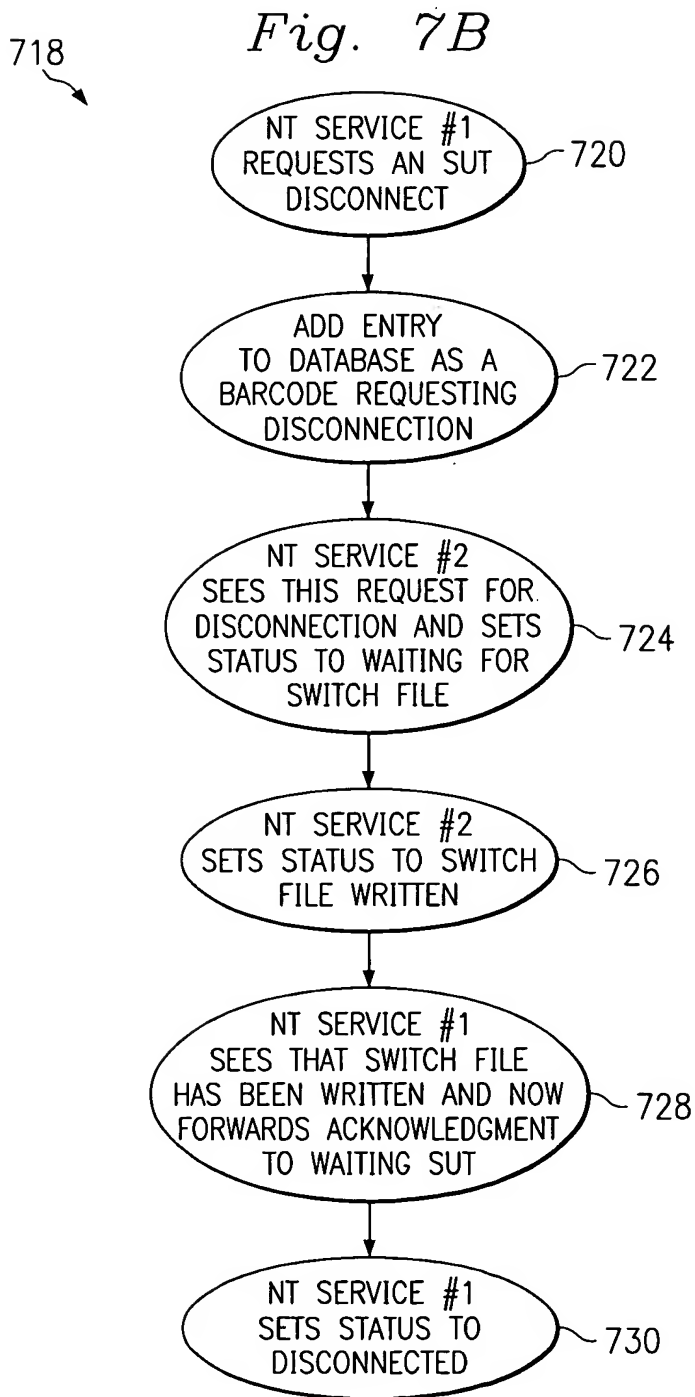 Fig. 7B
718
NT SERVICE #1
REQUESTS AN SUT
DISCONNECT
720
ADD ENTRY
TO DATABASE AS A
BARCODE REQUESTING
DISCONNECTION
722
NT SERVICE #2
SEES THIS REQUEST FOR
DISCONNECTION AND SETS
STATUS TO WAITING FOR
SWITCH FILE
724
NT SERVICE #2
SETS STATUS TO SWITCH
FILE WRITTEN
726
NT SERVICE #1
SEES THAT SWITCH FILE
HAS BEEN WRITTEN AND NOW
FORWARDS ACKNOWLEDGMENT
TO WAITING SUT
728
NT SERVICE #1
SETS STATUS TO
DISCONNECTED
730